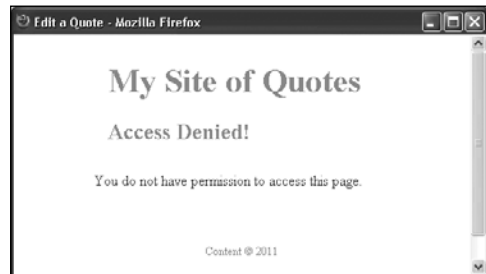 Edit a Quote - Mozilla Firefox
My Site of Quotes
Access Denied!
You do not have permission to access this page.
Content © 2011